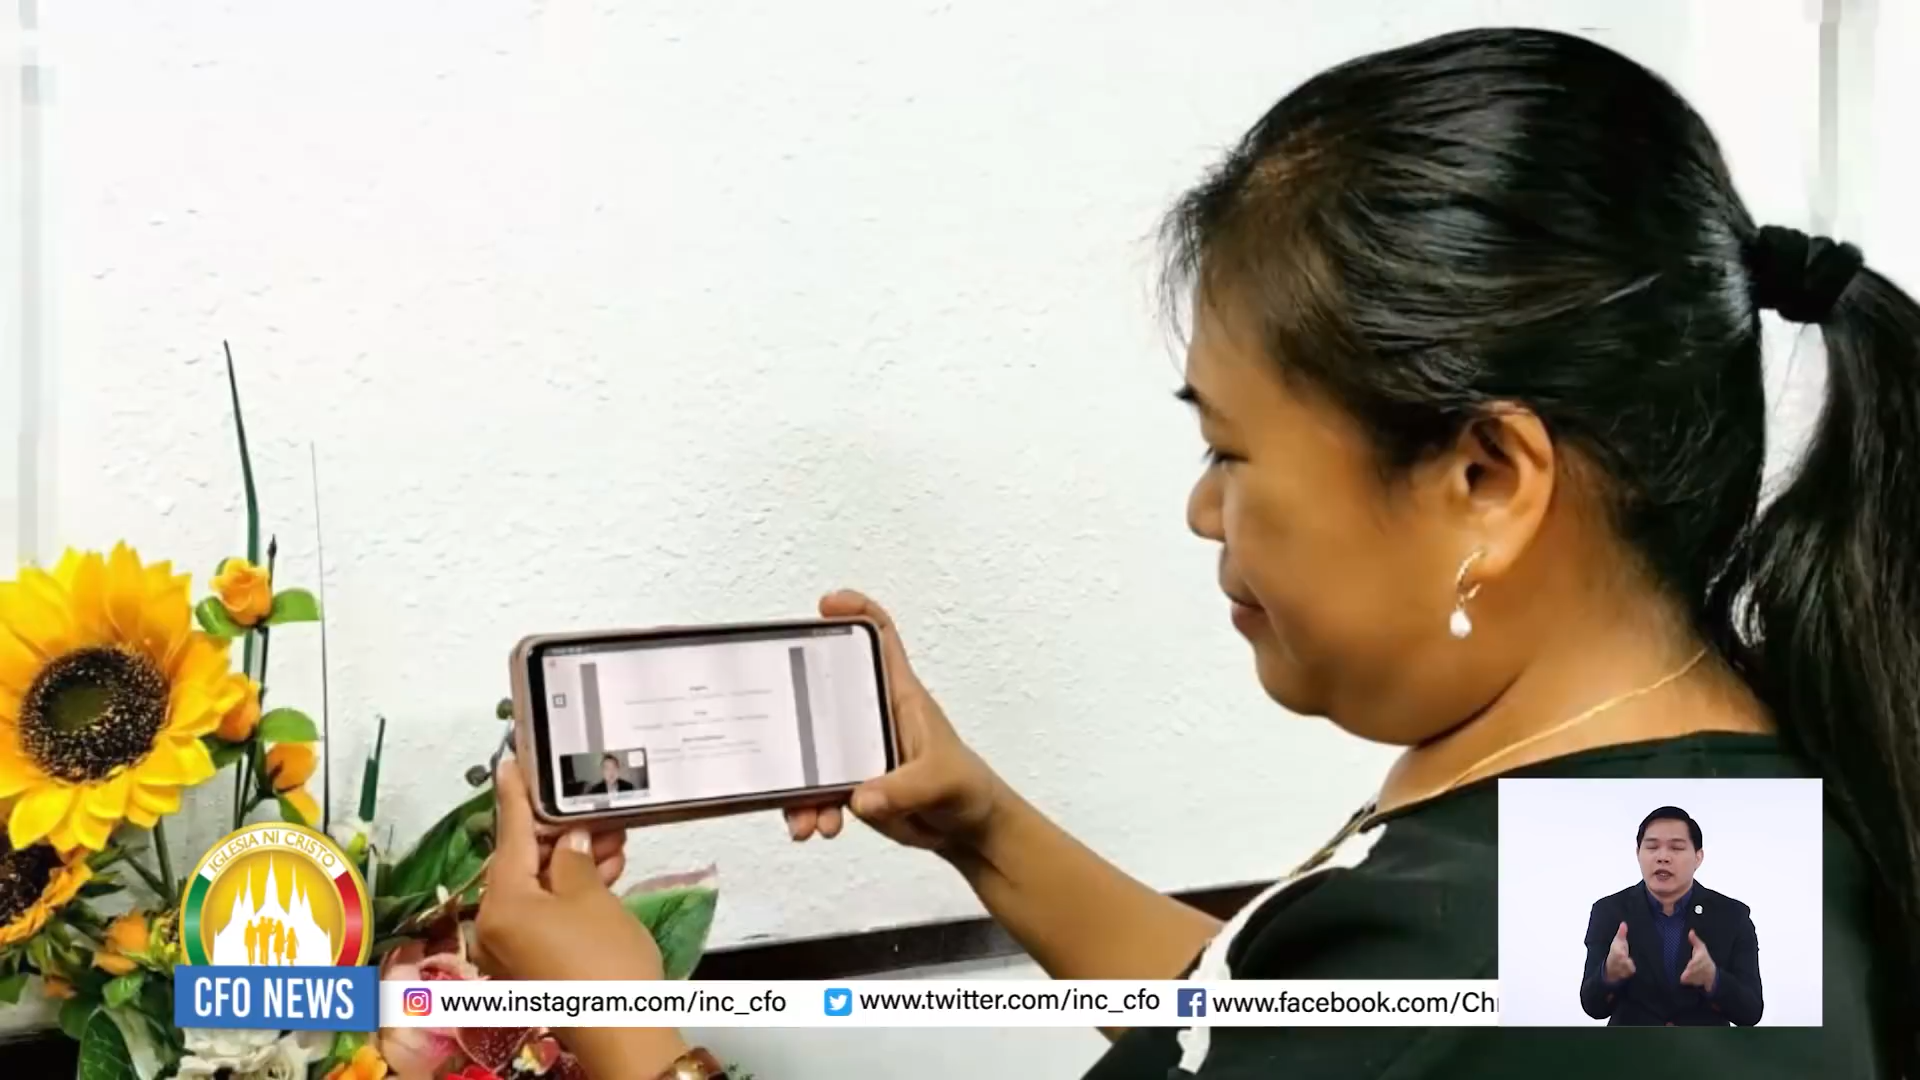 IGLESIA NI CRISTO
CFO NEWS
www.instagram.com/inc_cfo www.twitter.com/inc_cfo www.facebook.com/Chr